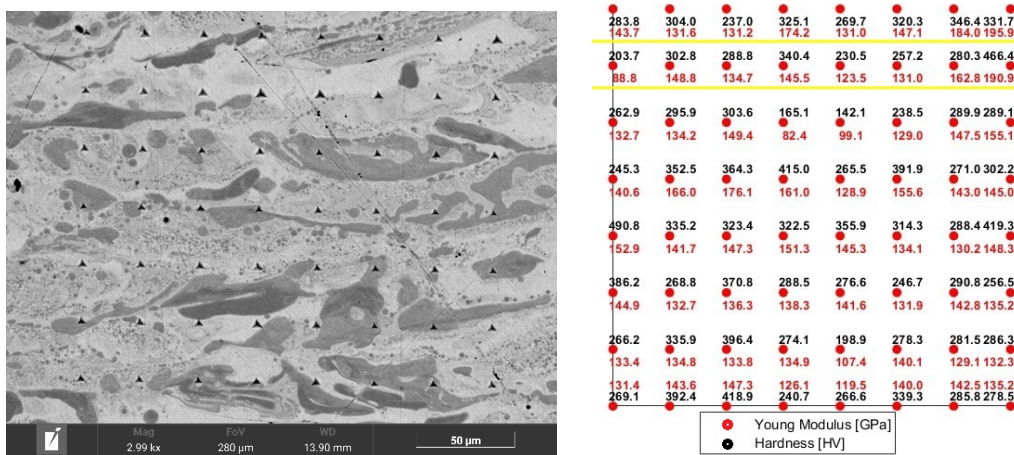 283.8 304.0 237.0 325.1 269.7 320.3 346.4 331.7
143.7 131.6 131.2 174.2 131.0 147.1 184.0 195.9
203.7 302.8 288.8 340.4 230.5 257.2 280.3 466.4
88.8 148.8 134.7 145.5 123.5 131.0 162.8 190.9
262.9 295.9 303.6 165.1 142.1 238.5 289.9 289.1
132.7 134.2 149.4 82.4 99.1 129.0 147.5 155.1
245.3 352.5 364.3 415.0 265.5 391.9 271.0 302.2
140.6 166.0 176.1 161.0 128.9 155.6 143.0 145.0
490.8 335.2 323.4 322.5 355.9 314.3 288.4 419.3
152.9 141.7 147.3 151.3 145.3 134.1 130.2 148.3
386.2 268.8 370.8 288.5 276.6 246.7 290.8 256.5
144.9 132.7 136.3 138.3 141.6 131.9 142.8 135.2
266.2 335.9 396.4 274.1 198.9 278.3 281.5 286.3
133.4 134.8 133.8 134.9 107.4 140.1 129.1 132.3
131.4 143.6 147.3 126.1 119.5 140.0 142.5 135.2
269.1 392.4 418.9 240.7 266.6 339.3 285.8 278.5
Young Modulus [GPa]
Hardness [HV]
Mag FoV WD
2.99 kx 280 µm 13.90 mm 50 µm